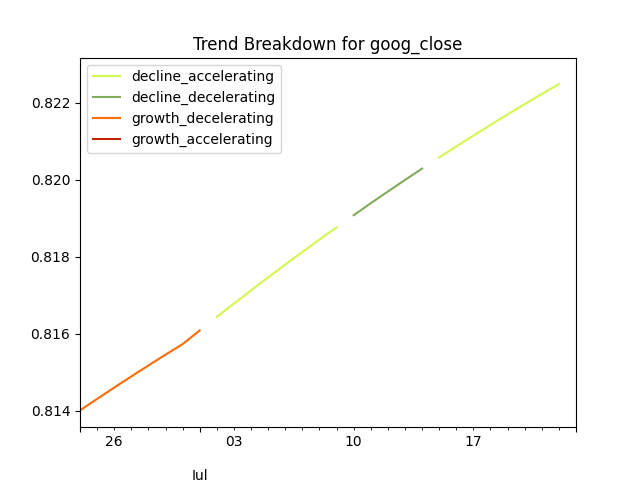 Trend Breakdown for goog_close
decline_accelerating
decline_decelerating
growth_decelerating
growth_accelerating
0.822
0.820
0.818
0.816
0.814
26
03
10
17
Jul